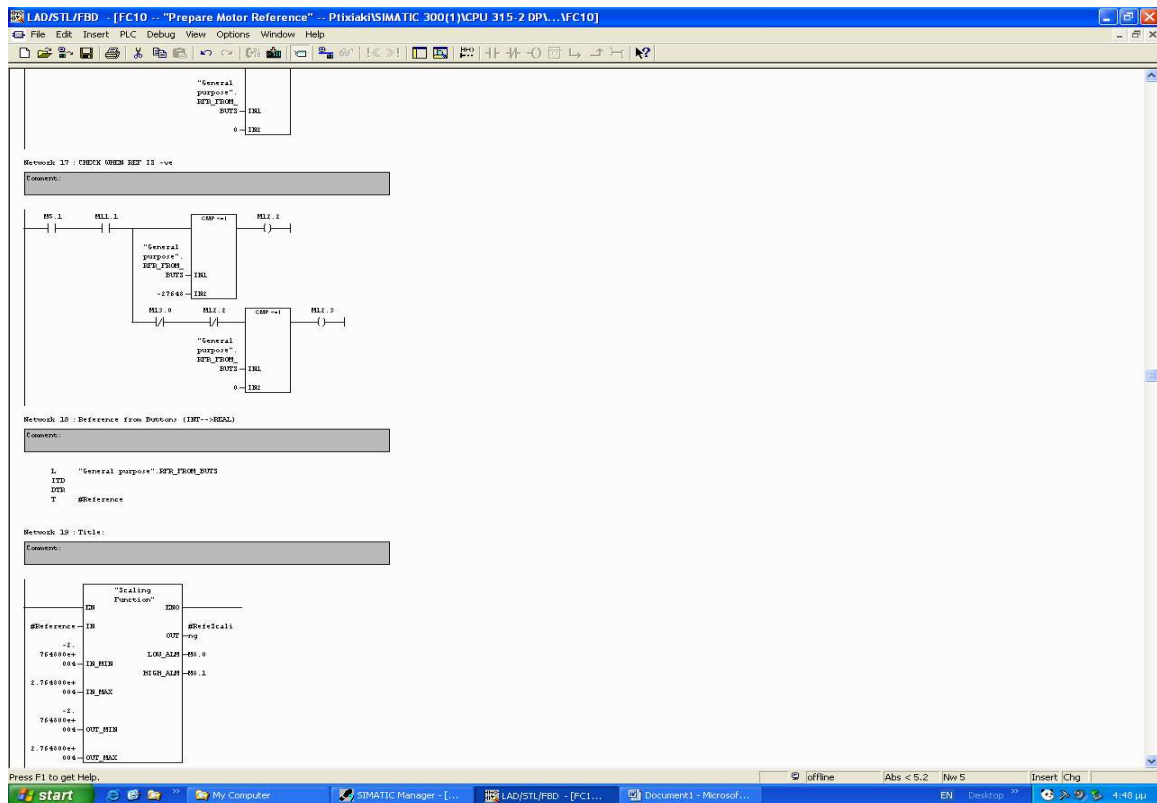 LAD/STL/FBD - [FC10 -- "Prepare Motor Reference" -- Ptixiaki\SIMATIC 300(1)\CPU 315-2 DP\...\FC10]
File Edit Insert PLC Debug View Options Window Help
"General
purpose".
RFR_FROM_
BUTS IN1
0 IN2
Network 17 : CHECK WHEN REF IS -ve
Comment:
M5.1 M11.1 CMP <=I M12.2
"General
purpose".
RFR_FROM_
BUTS IN1
-27648 IN2
M13.0 M12.2 M12.3
"General
purpose".
RFR_FROM_
BUTS IN1
0 IN2
Network 18 : Reference from Buttons (INT-->REAL)
Comment:
L "General purpose".RFR_FROM_BUTS
ITD
DTR
T #Reference
Network 19 : Title:
Comment:
"Scaling
Function"
EN ENO
#Reference IN #RefeScali
OUT ng
-2.
764800e+ LOW_ALM M8.0
004 IN_MIN
HIGH_ALM M8.1
2.764800e+
004 IN_MAX
-2.
764800e+
004 OUT_MIN
2.764800e+
004 OUT_MAX
Press F1 to get Help. offline Abs < 5.2 Nw 5 Insert Chg
start My Computer SIMATIC Manager - [... LAD/STL/FBD - [FC1... Document1 - Microsof... EN Desktop 4:48 μμ